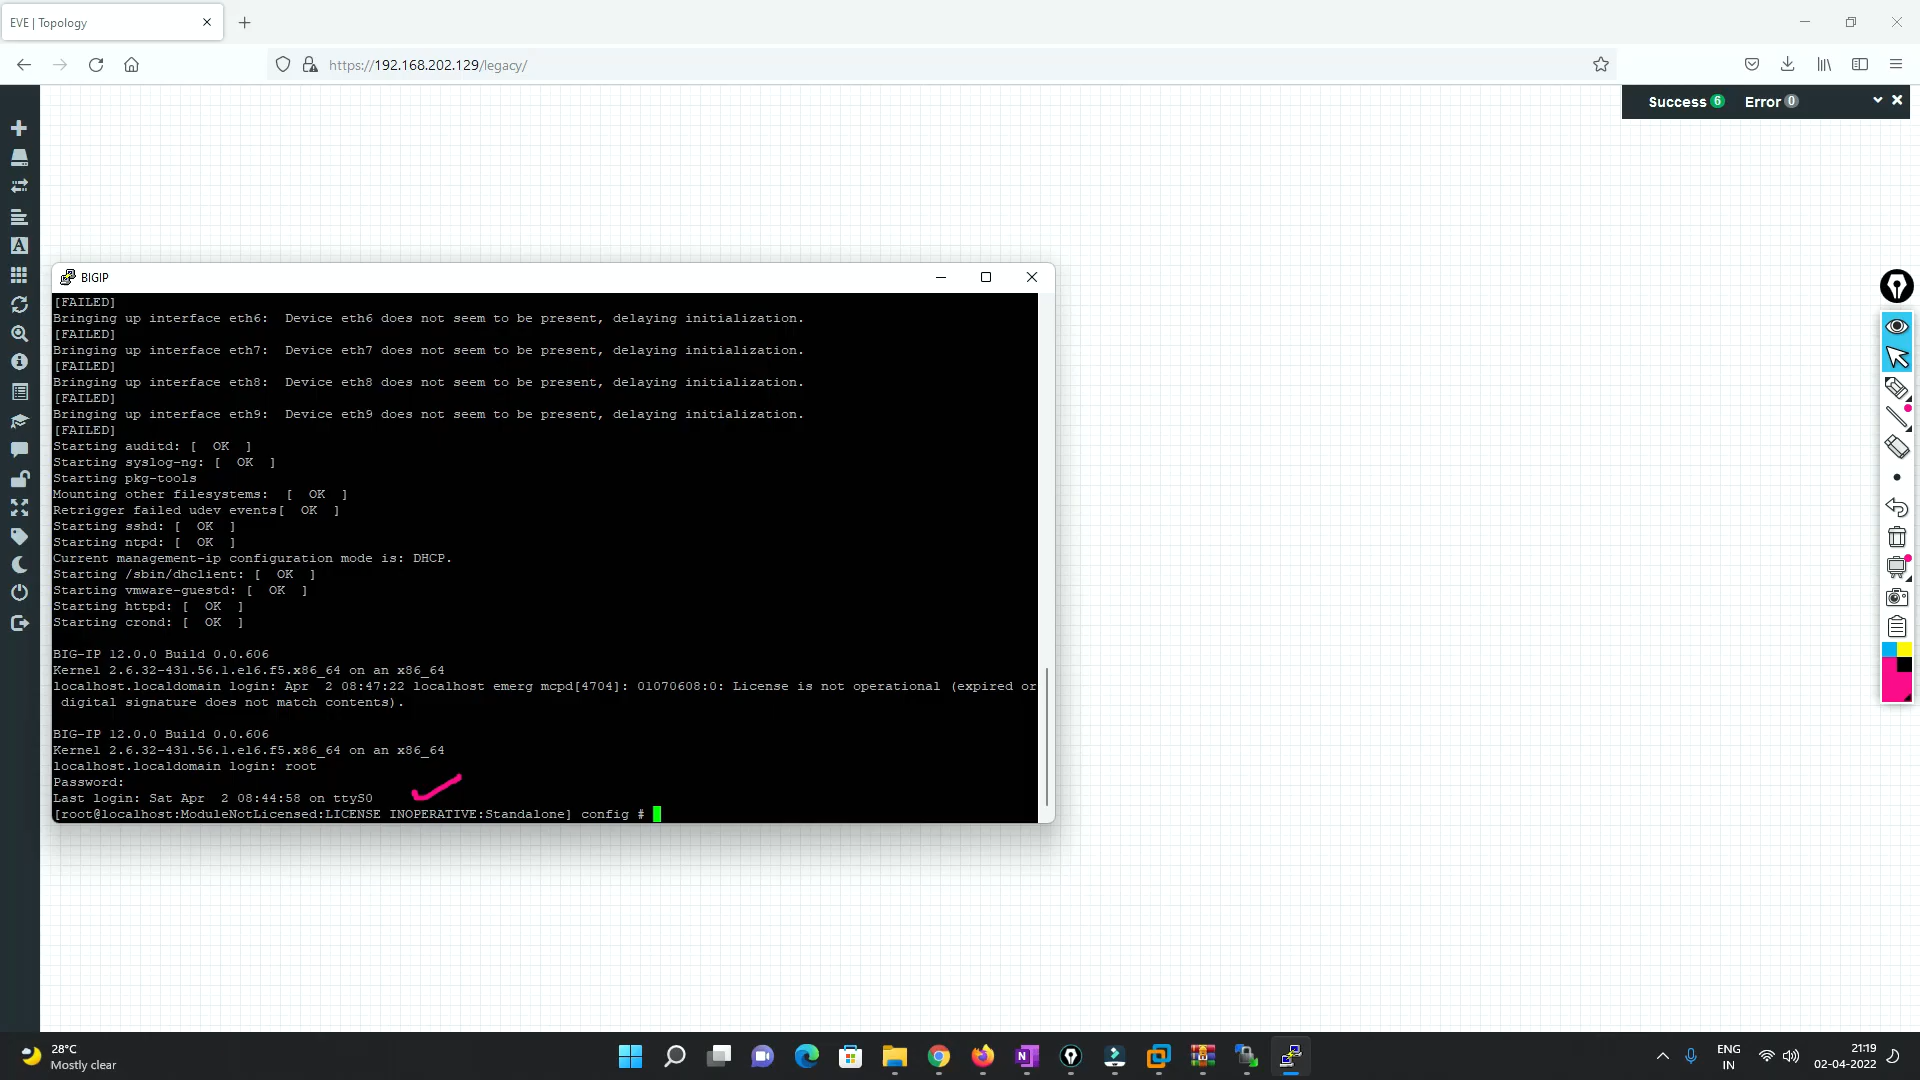 EVE | Topology
https://192.168.202.129/legacy/
Success 6 Error 0
BIGIP
[FAILED]
Bringing up interface eth6:  Device eth6 does not seem to be present, delaying initialization.
[FAILED]
Bringing up interface eth7:  Device eth7 does not seem to be present, delaying initialization.
[FAILED]
Bringing up interface eth8:  Device eth8 does not seem to be present, delaying initialization.
[FAILED]
Bringing up interface eth9:  Device eth9 does not seem to be present, delaying initialization.
[FAILED]
Starting auditd: [  OK  ]
Starting syslog-ng: [  OK  ]
Starting pkg-tools
Mounting other filesystems:  [  OK  ]
Retrigger failed udev events[  OK  ]
Starting sshd: [  OK  ]
Starting ntpd: [  OK  ]
Current management-ip configuration mode is: DHCP.
Starting /sbin/dhclient: [  OK  ]
Starting vmware-guestd: [  OK  ]
Starting httpd: [  OK  ]
Starting crond: [  OK  ]
BIG-IP 12.0.0 Build 0.0.606
Kernel 2.6.32-431.56.1.el6.f5.x86_64 on an x86_64
localhost.localdomain login: Apr  2 08:47:22 localhost emerg mcpd[4704]: 01070608:0: License is not operational (expired or
digital signature does not match contents).
BIG-IP 12.0.0 Build 0.0.606
Kernel 2.6.32-431.56.1.el6.f5.x86_64 on an x86_64
localhost.localdomain login: root
Password:
Last login: Sat Apr  2 08:44:58 on ttyS0
[root@localhost:ModuleNotLicensed:LICENSE INOPERATIVE:Standalone] config #
28°C
Mostly clear
ENG
IN
21:19
02-04-2022